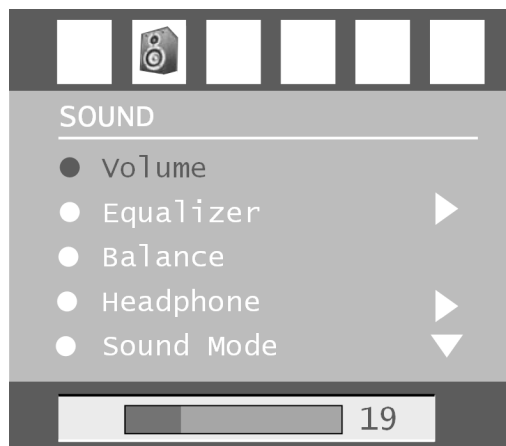 SOUND
Volume
Equalizer
Balance
Headphone
Sound Mode
19